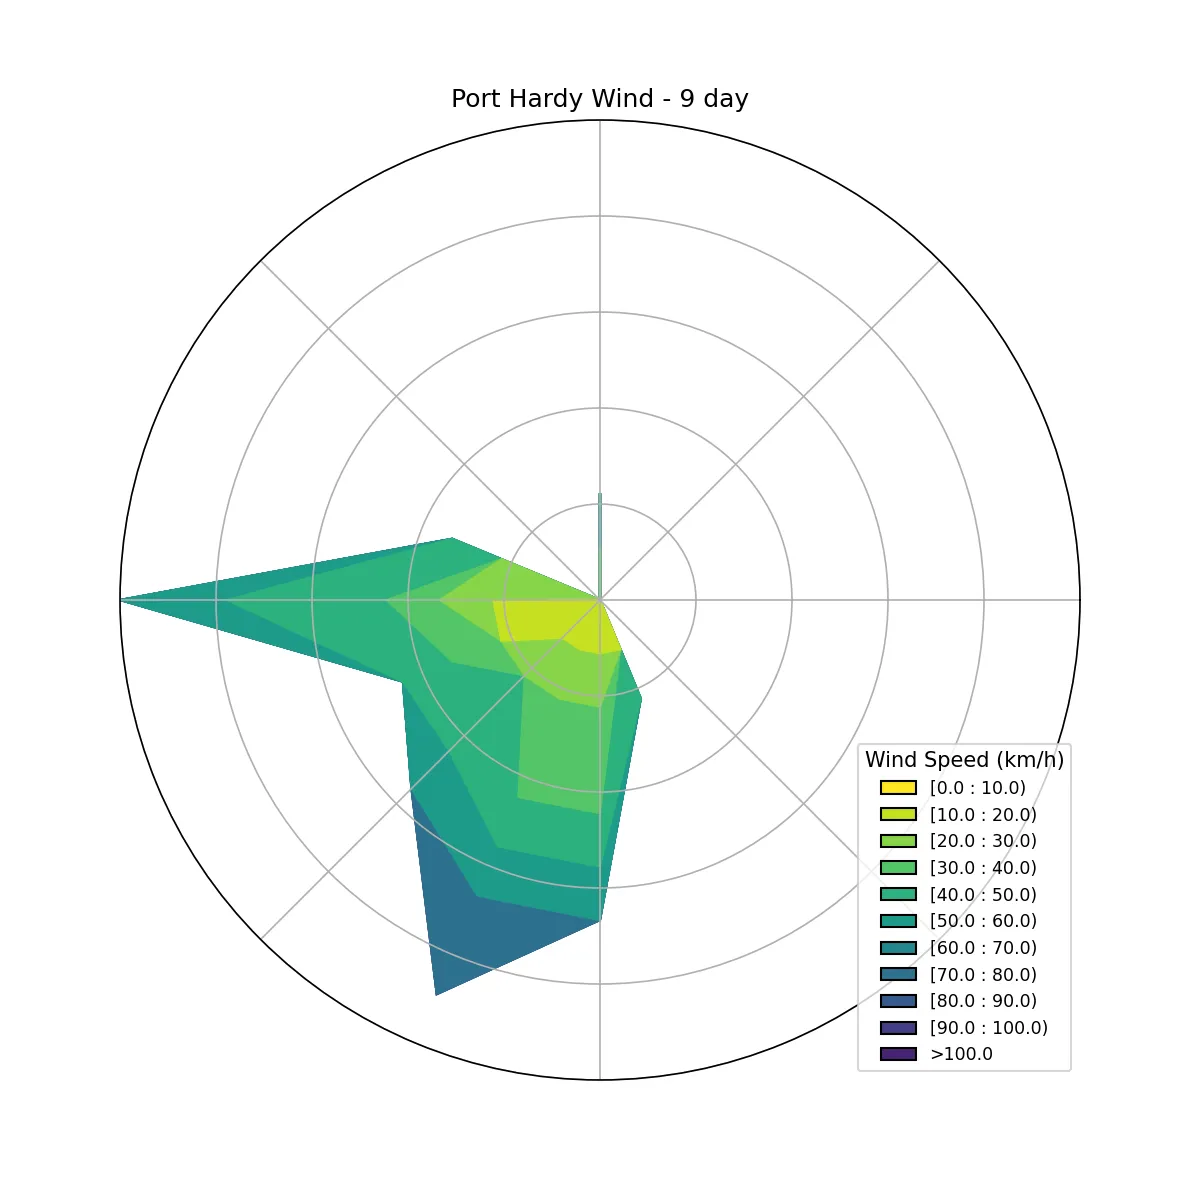 Port Hardy Wind - 9 day
Wind Speed (km/h)
[0.0 : 10.0)
[10.0 : 20.0)
[20.0 : 30.0)
[30.0 : 40.0)
[40.0 : 50.0)
[50.0 : 60.0)
[60.0 : 70.0)
[70.0 : 80.0)
[80.0 : 90.0)
[90.0 : 100.0)
>100.0